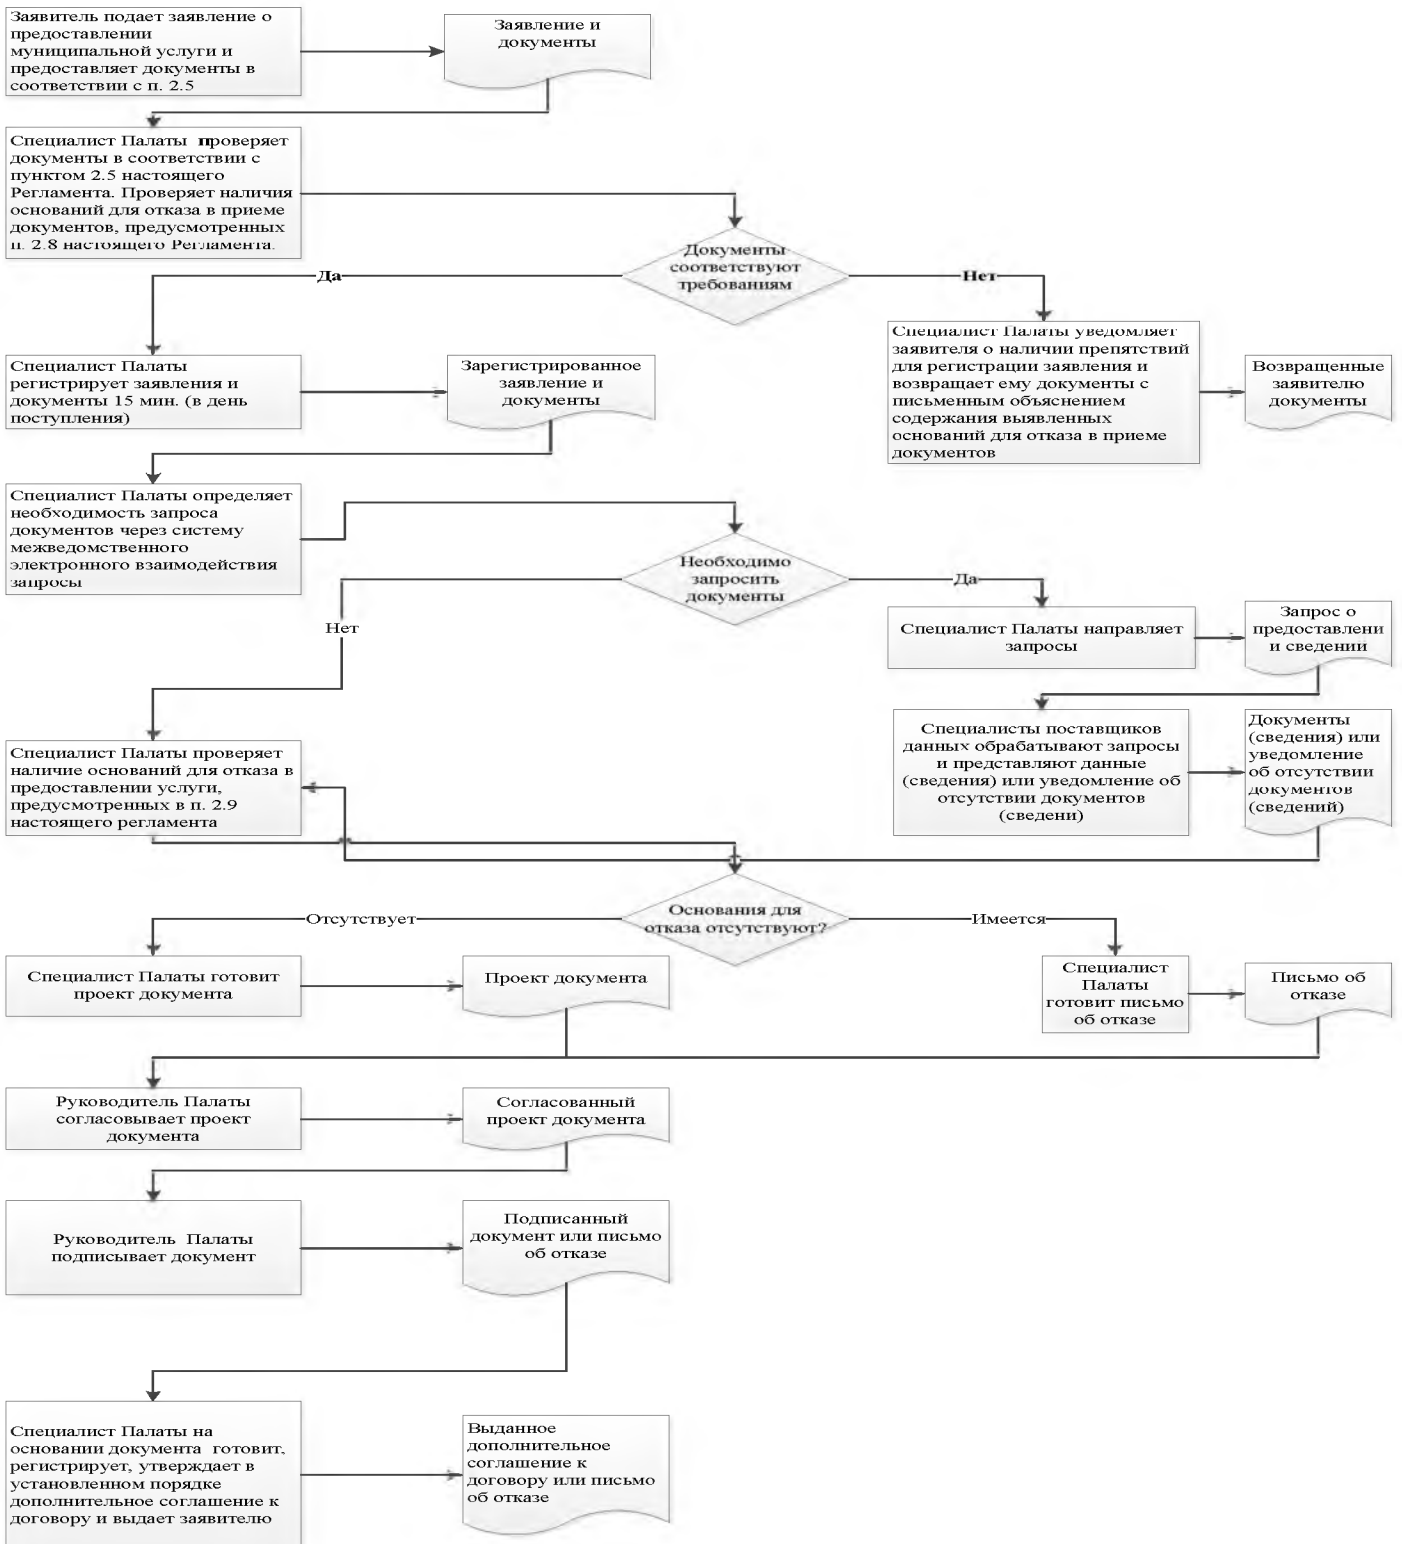 Заявитель подает заявление о
предоставлении
муниципальной услуги и
предоставляет документы в
соответствии с п. 2.5
Заявление и
документы
Специалист Палаты проверяет
документы в соответствии с
пунктом 2.5 настоящего
Регламента. Проверяет наличия
оснований для отказа в приеме
документов, предусмотренных
п. 2.8 настоящего Регламента.
Документы
соответствуют
требованиям
Да
Нет
Специалист Палаты
регистрирует заявления и
документы 15 мин. (в день
поступления)
Зарегистрированное
заявление и
документы
Специалист Палаты уведомляет
заявителя о наличии препятствий
для регистрации заявления и
возвращает ему документы с
письменным объяснением
содержания выявленных
оснований для отказа в приеме
документов
Возвращенные
заявителю
документы
Специалист Палаты определяет
необходимость запроса
документов через систему
межведомственного
электронного взаимодействия
запросы
Необходимо
запросить
документы
Да
Нет
Специалист Палаты направляет
запросы
Запрос о
предоставлени
и сведении
Специалисты поставщиков
данных обрабатывают запросы
и представляют данные
(сведения) или уведомление об
отсутствии документов
(сведени)
Документы
(сведения) или
уведомление
об отсутствии
документов
(сведений)
Специалист Палаты проверяет
наличие оснований для отказа в
предоставлении услуги,
предусмотренных в п. 2.9
настоящего регламента
Основания для
отказа отсутствуют?
Отсутствует
Имеется
Специалист Палаты готовит
проект документа
Проект документа
Специалист
Палаты
готовит письмо
об отказе
Письмо об
отказе
Руководитель Палаты
согласовывает проект
документа
Согласованный
проект документа
Руководитель Палаты
подписывает документ
Подписанный
документ или письмо
об отказе
Специалист Палаты на
основании документа готовит,
регистрирует, утверждает в
установленном порядке
дополнительное соглашение к
договору и выдает заявителю
Выданное
дополнительное
соглашение к
договору или письмо
об отказе